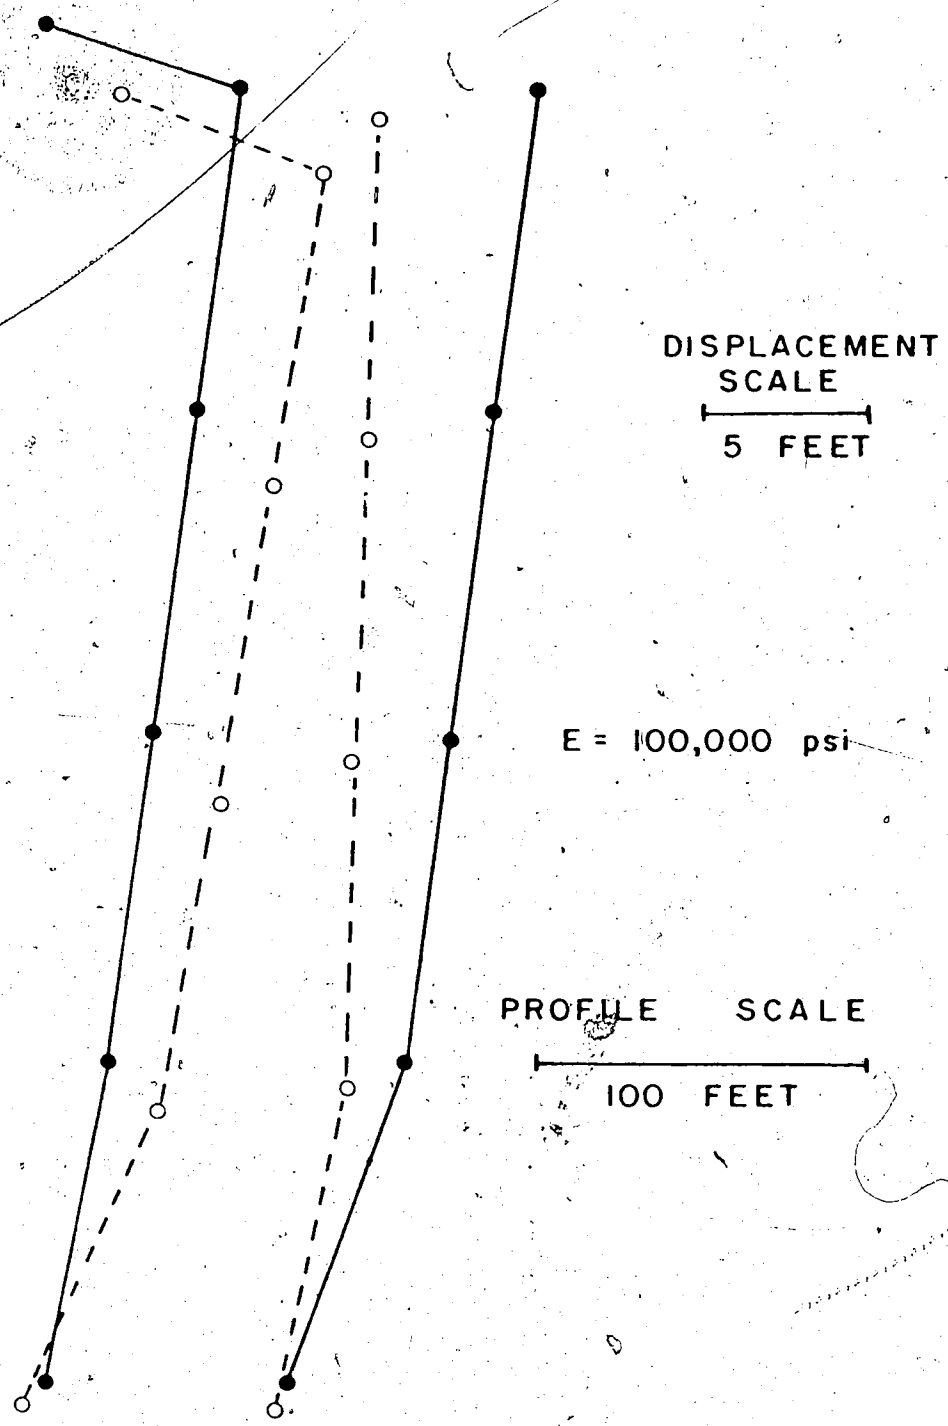 DISPLACEMENT
SCALE
5 FEET
E = 100,000 psi
PROFILE SCALE
100 FEET